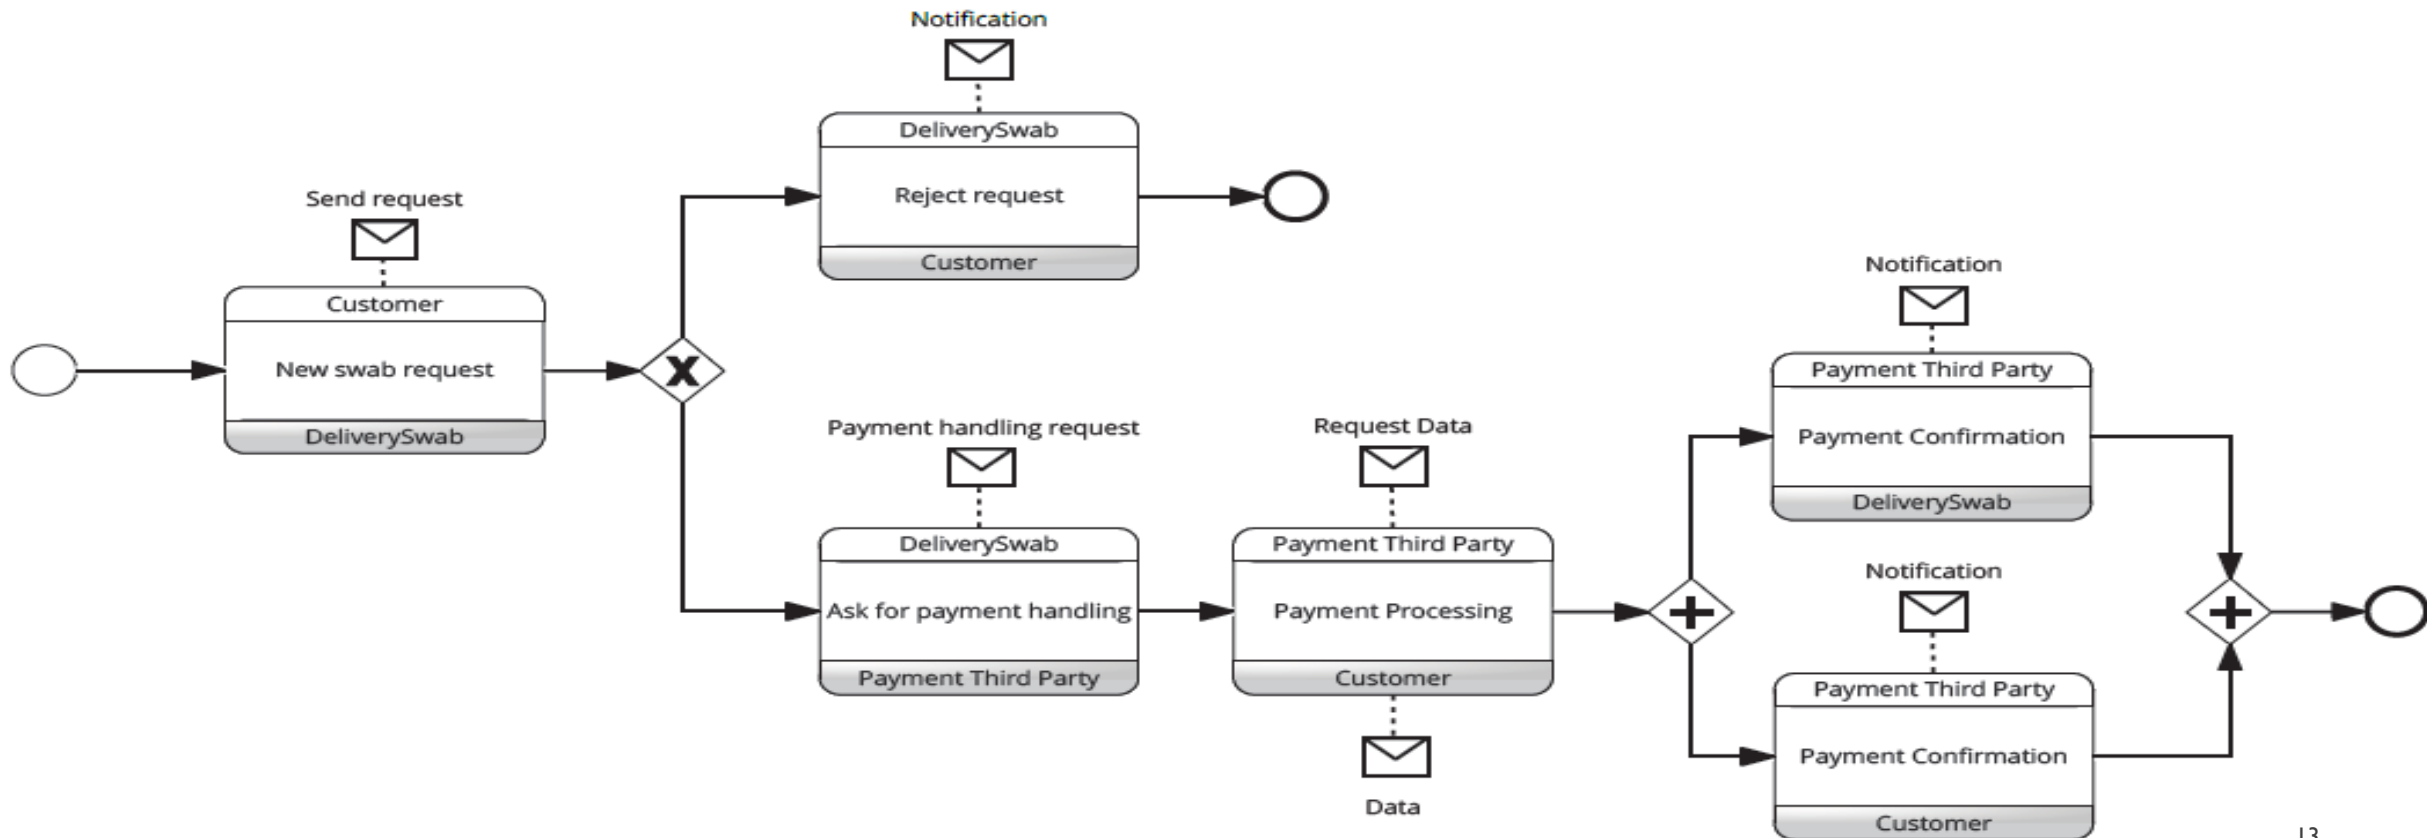 Notification
DeliverySwab
Reject request
Customer
Send request
Customer
New swab request
DeliverySwab
X
Payment handling request
DeliverySwab
Ask for payment handling
Payment Third Party
Request Data
Payment Third Party
Payment Processing
Customer
Data
Notification
Payment Third Party
Payment Confirmation
DeliverySwab
Notification
Payment Third Party
Payment Confirmation
Customer
13